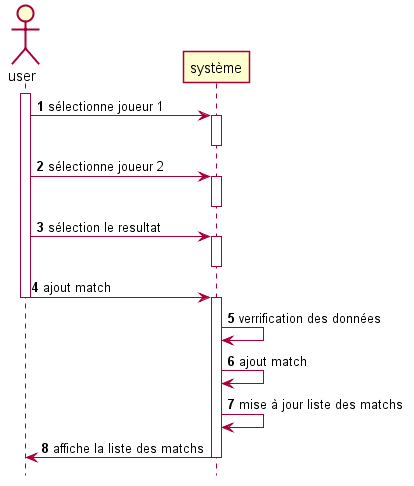 user
système
1 sélectionne joueur 1
2 sélectionne joueur 2
3 sélection le resultat
4 ajout match
5 verrification des données
6 ajout match
7 mise à jour liste des matchs
8 affiche la liste des matchs